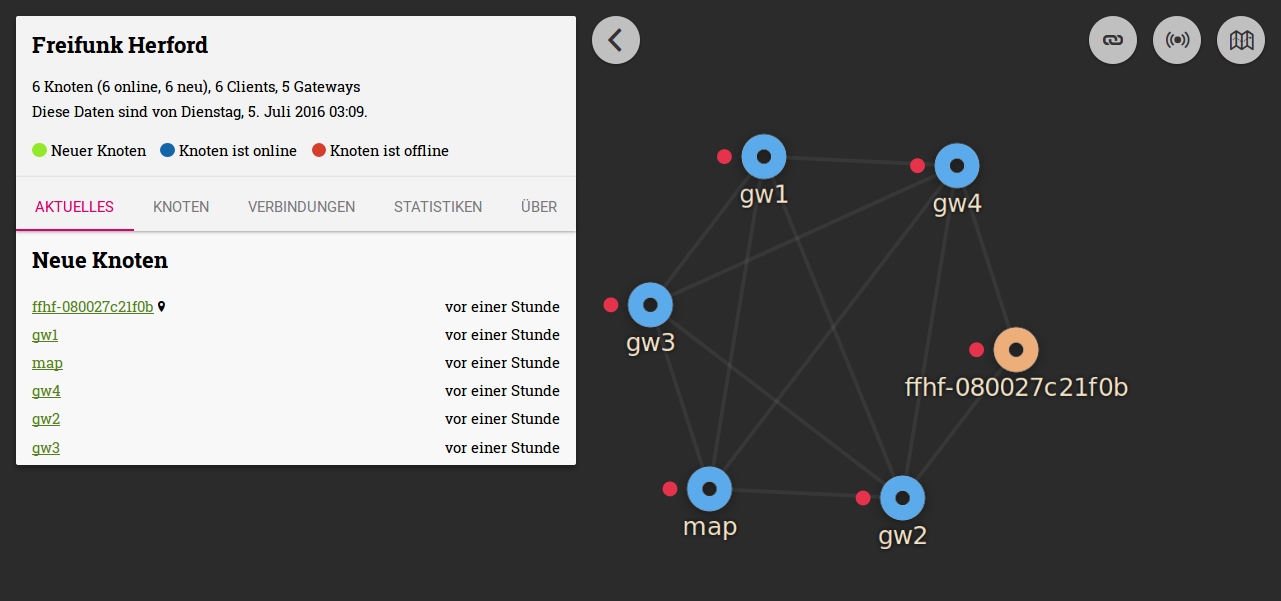 Freifunk Herford
6 Knoten (6 online, 6 neu), 6 Clients, 5 Gateways
Diese Daten sind von Dienstag, 5. Juli 2016 03:09.
Neuer Knoten Knoten ist online Knoten ist offline
AKTUELLES KNOTEN VERBINDUNGEN STATISTIKEN ÜBER
Neue Knoten
ffhf-080027c21f0b vor einer Stunde
gw1 vor einer Stunde
map vor einer Stunde
gw4 vor einer Stunde
gw2 vor einer Stunde
gw3 vor einer Stunde
gw1
gw4
gw3
ffhf-080027c21f0b
map
gw2